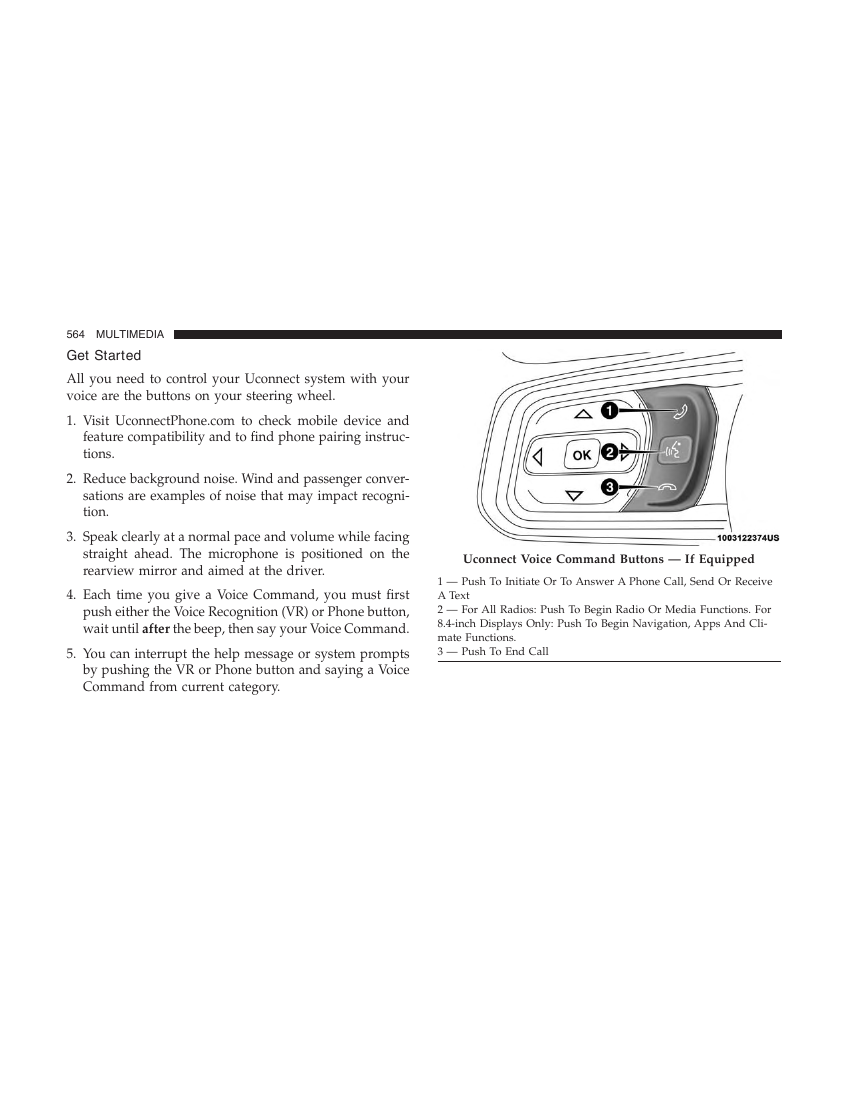 564 MULTIMEDIA
Get Started
All you need to control your Uconnect system with your
voice are the buttons on your steering wheel.
1. Visit UconnectPhone.com to check mobile device and
feature compatibility and to find phone pairing instruc-
tions.
2. Reduce background noise. Wind and passenger conver-
sations are examples of noise that may impact recogni-
tion.
3. Speak clearly at a normal pace and volume while facing
straight ahead. The microphone is positioned on the
rearview mirror and aimed at the driver.
4. Each time you give a Voice Command, you must first
push either the Voice Recognition (VR) or Phone button,
wait until after the beep, then say your Voice Command.
5. You can interrupt the help message or system prompts
by pushing the VR or Phone button and saying a Voice
Command from current category.
1
OK 2
3
1003122374US
Uconnect Voice Command Buttons — If Equipped
1 — Push To Initiate Or To Answer A Phone Call, Send Or Receive
A Text
2 — For All Radios: Push To Begin Radio Or Media Functions. For
8.4-inch Displays Only: Push To Begin Navigation, Apps And Cli-
mate Functions.
3 — Push To End Call